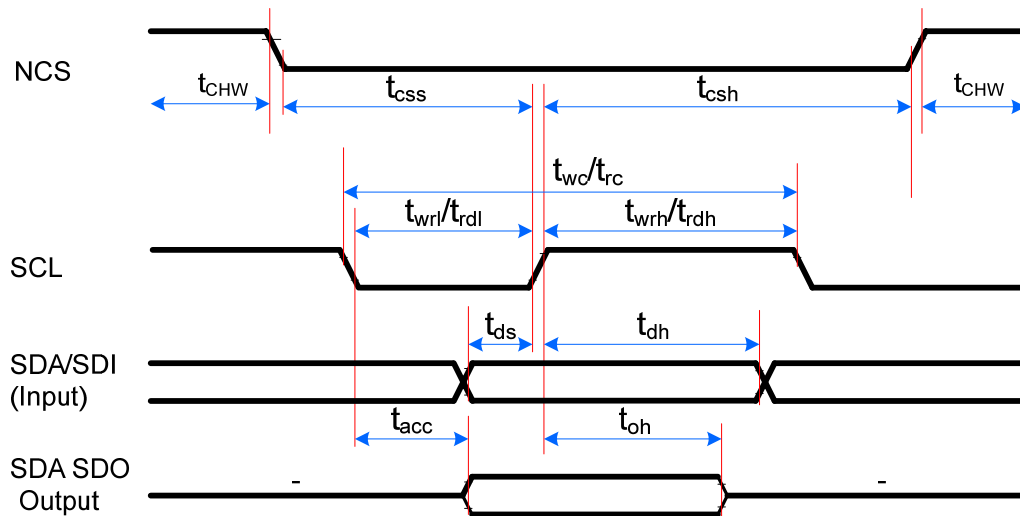 NCS
tCHW
tcss
tcsh
tCHW
twc/trc
twrl/trdl
twrh/trdh
SCL
tds
tdh
SDA/SDI
(Input)
tacc
toh
SDA SDO
Output
-
-